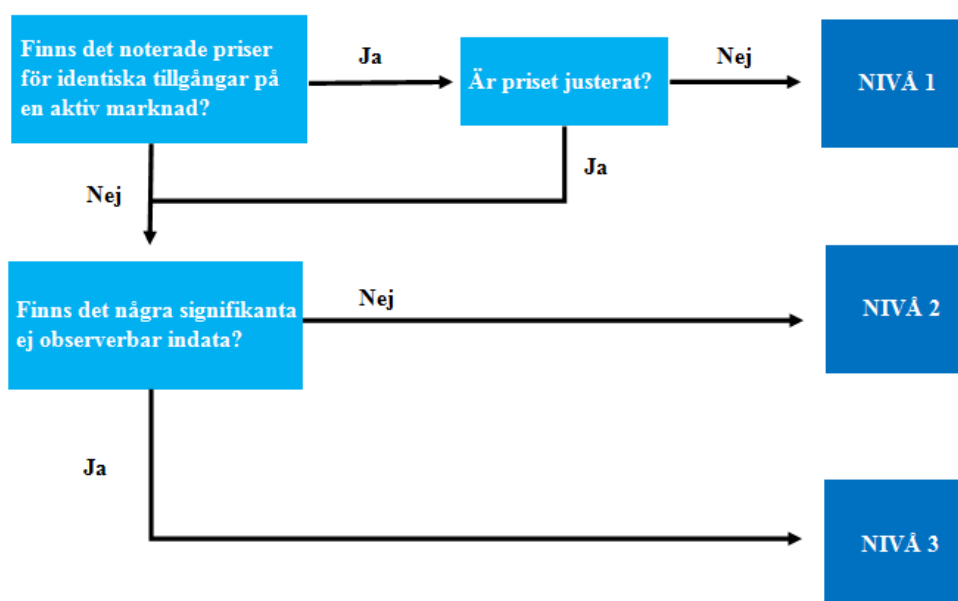 Finns det noterade priser
för identiska tillgångar på
en aktiv marknad?
Ja
Är priset justerat?
Nej
NIVÅ 1
Nej
Ja
Finns det några signifikanta
ej observerbar indata?
Nej
NIVÅ 2
Ja
NIVÅ 3